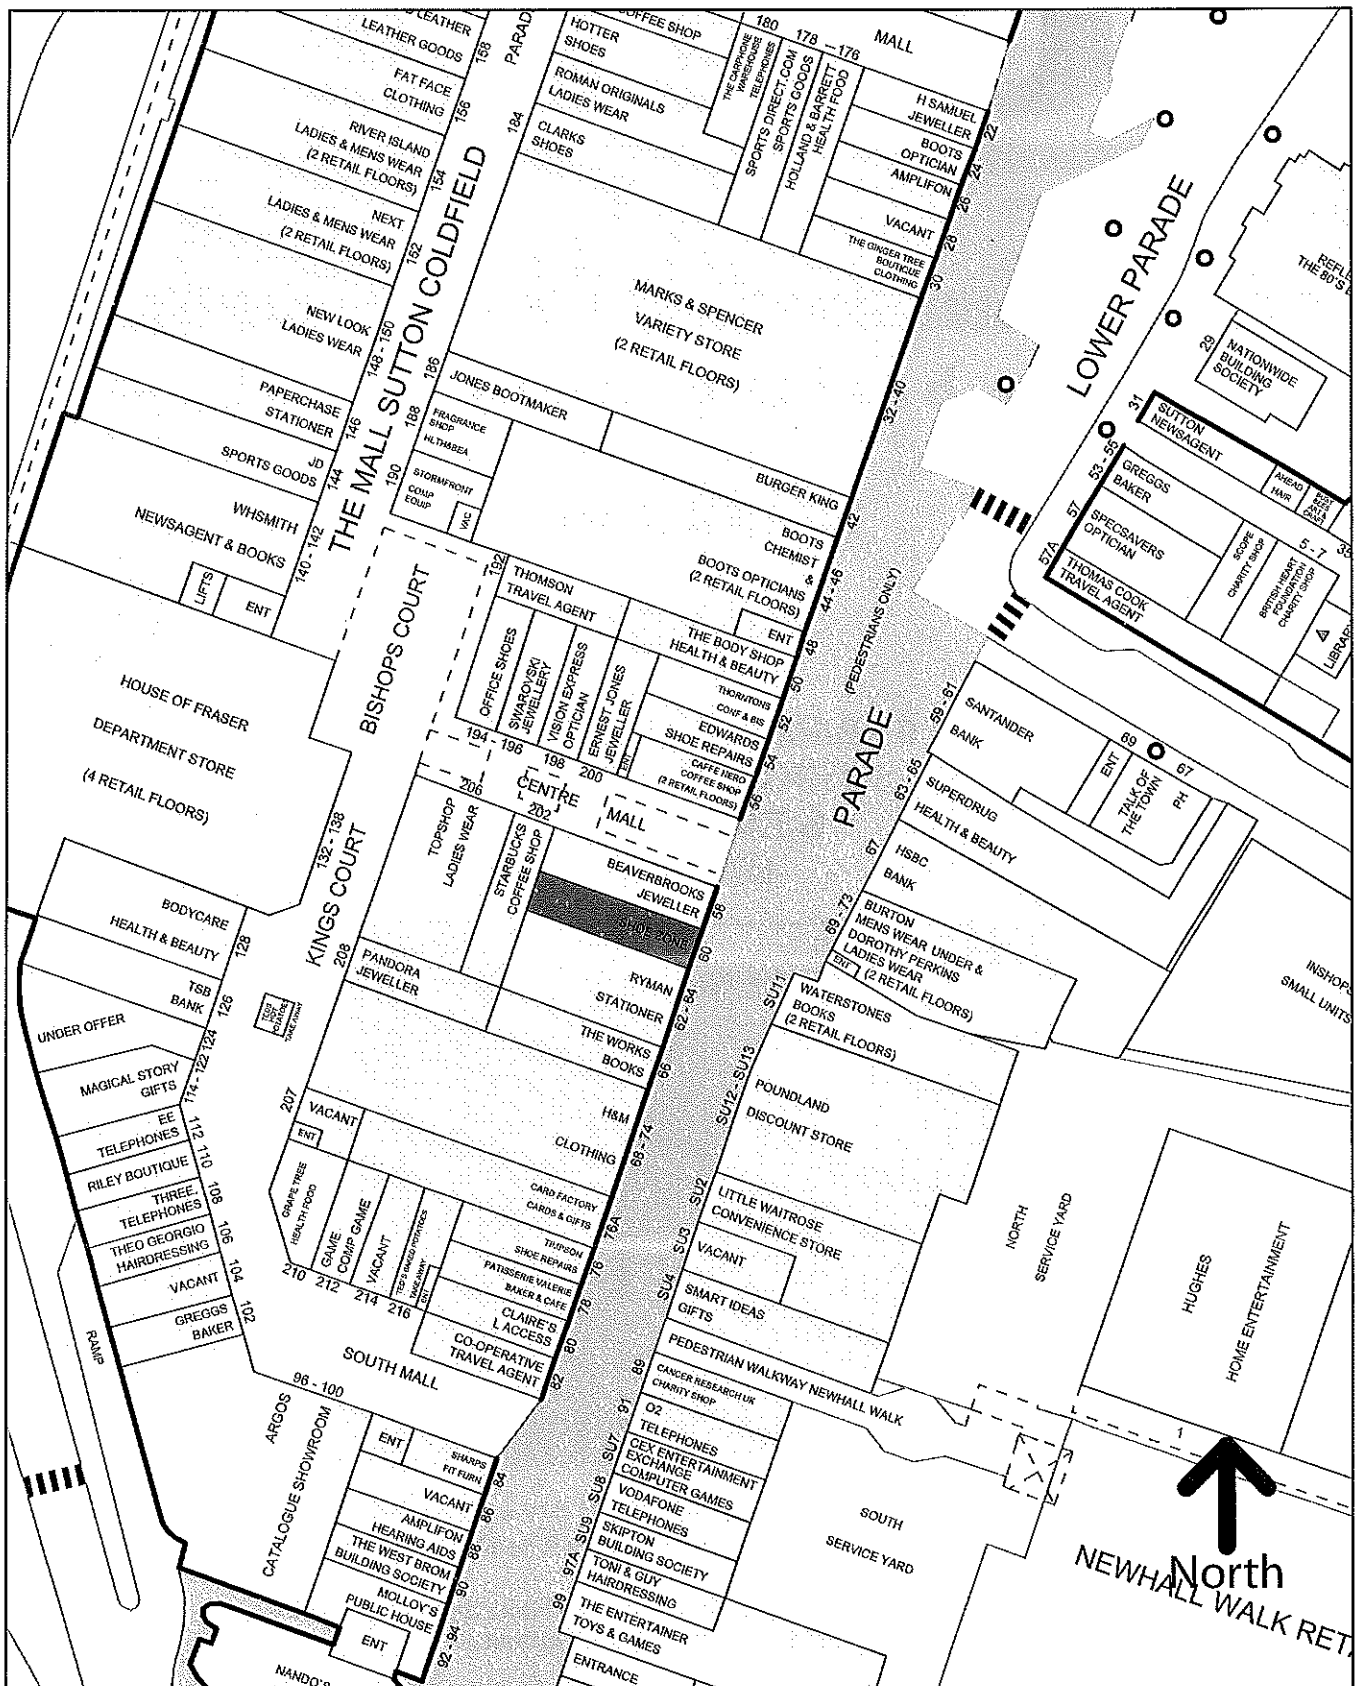 LEATHER
LEATHER GOODS
158
FAT FACE
CLOTHING
156
RIVER ISLAND
LADIES & MENS WEAR
(2 RETAIL FLOORS)
154
NEXT
LADIES & MENS WEAR
(2 RETAIL FLOORS)
152
NEW LOOK
LADIES WEAR
148 - 150
PAPERCHASE
STATIONER
146
JD
SPORTS GOODS
144
WHSMITH
NEWSAGENT & BOOKS
140 - 142
LIFTS
ENT
THE MALL SUTTON COLDFIELD
PARAD
COFFEE SHOP
HOTTER
SHOES
ROMAN ORIGINALS
LADIES WEAR
184
CLARKS
SHOES
180
178 - 176
THE CARPHONE
WAREHOUSE
TELEPHONES
SPORTS DIRECT.COM
SPORTS GOODS
HOLLAND & BARRETT
HEALTH FOOD
MALL
H SAMUEL
JEWELLER
22
BOOTS
OPTICIAN
24
AMPLIFON
26
VACANT
28
THE GINGER TREE
BOUTIQUE
CLOTHING
30
MARKS & SPENCER
VARIETY STORE
(2 RETAIL FLOORS)
32 - 40
186
JONES BOOTMAKER
188
FRAGRANCE
SHOP
HLTH&BEA
190
STORMFRONT
COMP
EQUIP
VAC
BURGER KING
42
BOOTS
CHEMIST
&
BOOTS OPTICIANS
(2 RETAIL FLOORS)
44 - 46
ENT
192
THOMSON
TRAVEL AGENT
THE BODY SHOP
HEALTH & BEAUTY
48
50
THORNTONS
CONF & BIS
52
EDWARDS
SHOE REPAIRS
54
CAFFE NERO
COFFEE SHOP
(2 RETAIL FLOORS)
56
OFFICE SHOES
SWAROVSKI
JEWELLERY
VISION EXPRESS
OPTICIAN
ERNEST JONES
JEWELLER
ENT
194
196
198
200
BISHOPS COURT
CENTRE
MALL
LOWER PARADE
(PEDESTRIANS ONLY)
PARADE
REFLE
THE 80'S
29
NATIONWIDE
BUILDING
SOCIETY
31
SUTTON
NEWSAGENT
AHEAD
HAIR
53 - 55
GREGGS
BAKER
57
SPECSAVERS
OPTICIAN
57A
THOMAS COOK
TRAVEL AGENT
SCOPE
CHARITY SHOP
5 - 7
35
BRITISH HEART
FOUNDATION
CHARITY SHOP
LIBRAR
59 - 61
SANTANDER
BANK
ENT
69
67
TALK OF
THE TOWN
PH
63 - 65
SUPERDRUG
HEALTH & BEAUTY
67
HSBC
BANK
69 - 73
BURTON
MENS WEAR UNDER &
DOROTHY PERKINS
LADIES WEAR
(2 RETAIL FLOORS)
ENT
INSHOPS
SMALL UNITS
HOUSE OF FRASER
DEPARTMENT STORE
(4 RETAIL FLOORS)
132 - 138
KINGS COURT
206
202
TOPSHOP
LADIES WEAR
STARBUCKS
COFFEE SHOP
BEAVERBROOKS
JEWELLER
58
SHOE ZONE
60
RYMAN
STATIONER
62 - 64
THE WORKS
BOOKS
66
208
PANDORA
JEWELLER
H&M
CLOTHING
68 - 74
BODYCARE
HEALTH & BEAUTY
128
TSB
BANK
126
UNDER OFFER
124
MAGICAL STORY
GIFTS
114 - 122
EE
TELEPHONES
112
RILEY BOUTIQUE
110
THREE
TELEPHONES
108
THEO GEORGIO
HAIRDRESSING
106
VACANT
104
GREGGS
BAKER
102
207
VACANT
ENT
GRAPE TREE
HEALTH FOOD
GAME
COMP GAME
VACANT
TED'S BAKED POTATOES
TAKEAWAY
ENT
210
212
214
216
CARD FACTORY
CARDS & GIFTS
76A
TIMPSON
SHOE REPAIRS
76
PATISSERIE VALERIE
BAKER & CAFE
78
CLAIRE'S
L ACCESS
80
CO-OPERATIVE
TRAVEL AGENT
82
SOUTH MALL
RAMP
96 - 100
ARGOS
CATALOGUE SHOWROOM
ENT
SHARPS
FIT FURN
84
VACANT
86
AMPLIFON
HEARING AIDS
88
THE WEST BROM
BUILDING SOCIETY
90
MOLLOY'S
PUBLIC HOUSE
92 - 94
ENT
NANDO'S
SU11
WATERSTONES
BOOKS
(2 RETAIL FLOORS)
SU12 - SU13
POUNDLAND
DISCOUNT STORE
SU2
LITTLE WAITROSE
CONVENIENCE STORE
SU3
VACANT
SU4
SMART IDEAS
GIFTS
PEDESTRIAN WALKWAY NEWHALL WALK
89
CANCER RESEARCH UK
CHARITY SHOP
91
O2
TELEPHONES
SU7
CEX ENTERTAINMENT
EXCHANGE
COMPUTER GAMES
SU8
VODAFONE
TELEPHONES
SU9
SKIPTON
BUILDING SOCIETY
97A
TONI & GUY
HAIRDRESSING
99
THE ENTERTAINER
TOYS & GAMES
ENTRANCE
NORTH
SERVICE YARD
SOUTH
SERVICE YARD
HUGHES
HOME ENTERTAINMENT
1
North
NEWHALL WALK RETA